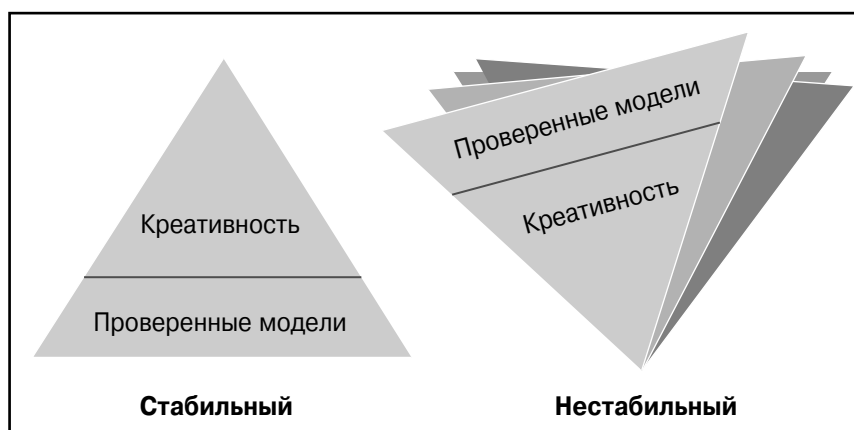 Креативность
Проверенные модели
Стабильный
Проверенные модели
Креативность
Нестабильный